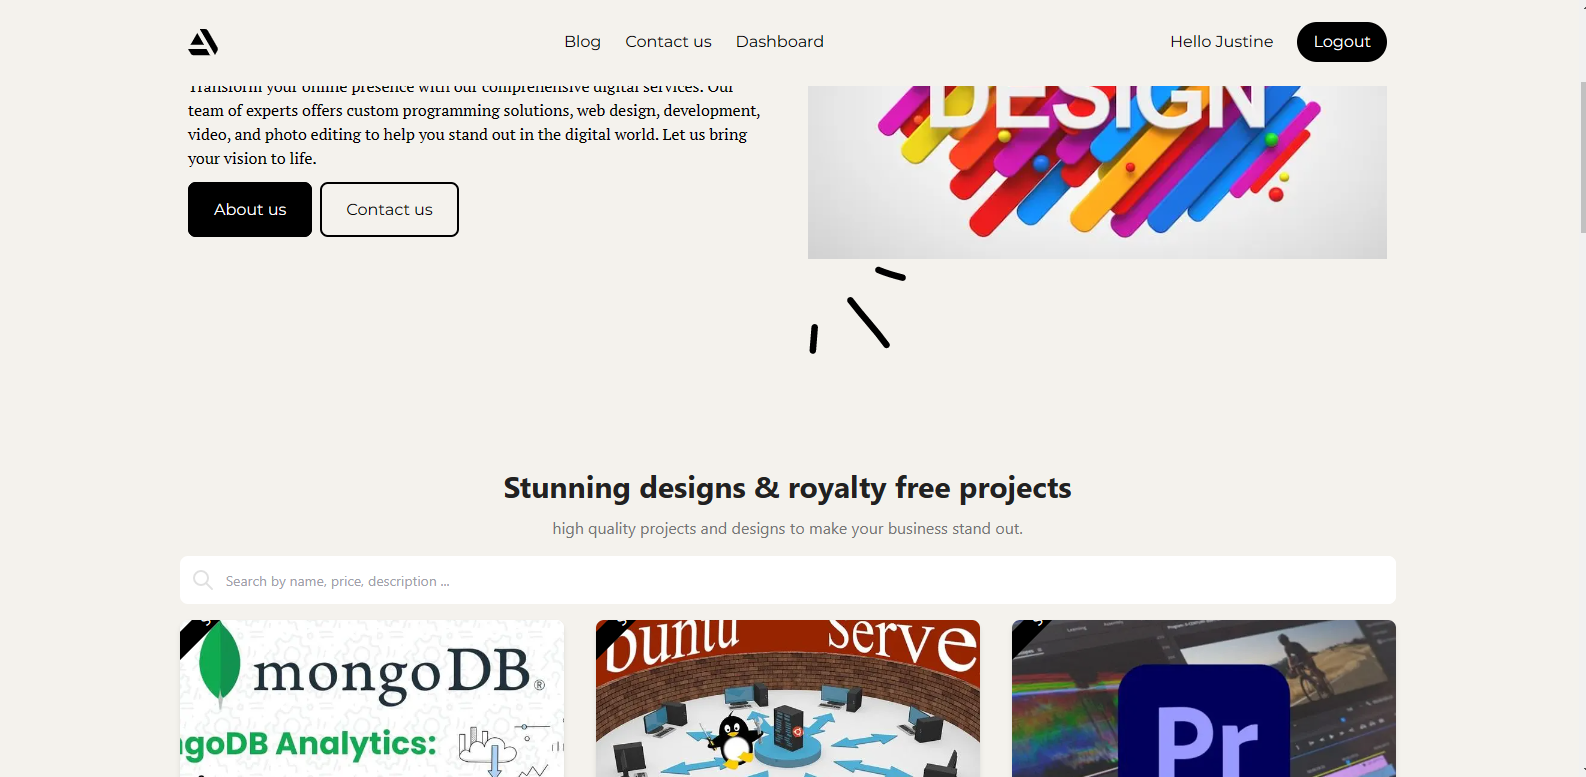 Blog Contact us Dashboard Hello Justine Logout
Transform your online presence with our comprehensive digital services. Our
team of experts offers custom programming solutions, web design, development,
video, and photo editing to help you stand out in the digital world. Let us bring
your vision to life.
DESIGN
About us Contact us
Stunning designs & royalty free projects
high quality projects and designs to make your business stand out.
Search by name, price, description ...
mongoDB®
ngoDB Analytics:
buntu Serve
Pr